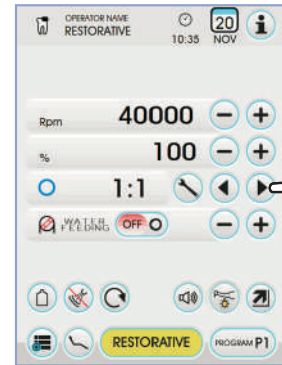 OPERATOR NAME
RESTORATIVE
10:35
20
NOV
i
Rpm 40000 − +
% 100 − +
1:1
WATER FEEDING OFF − +
RESTORATIVE
PROGRAM P1